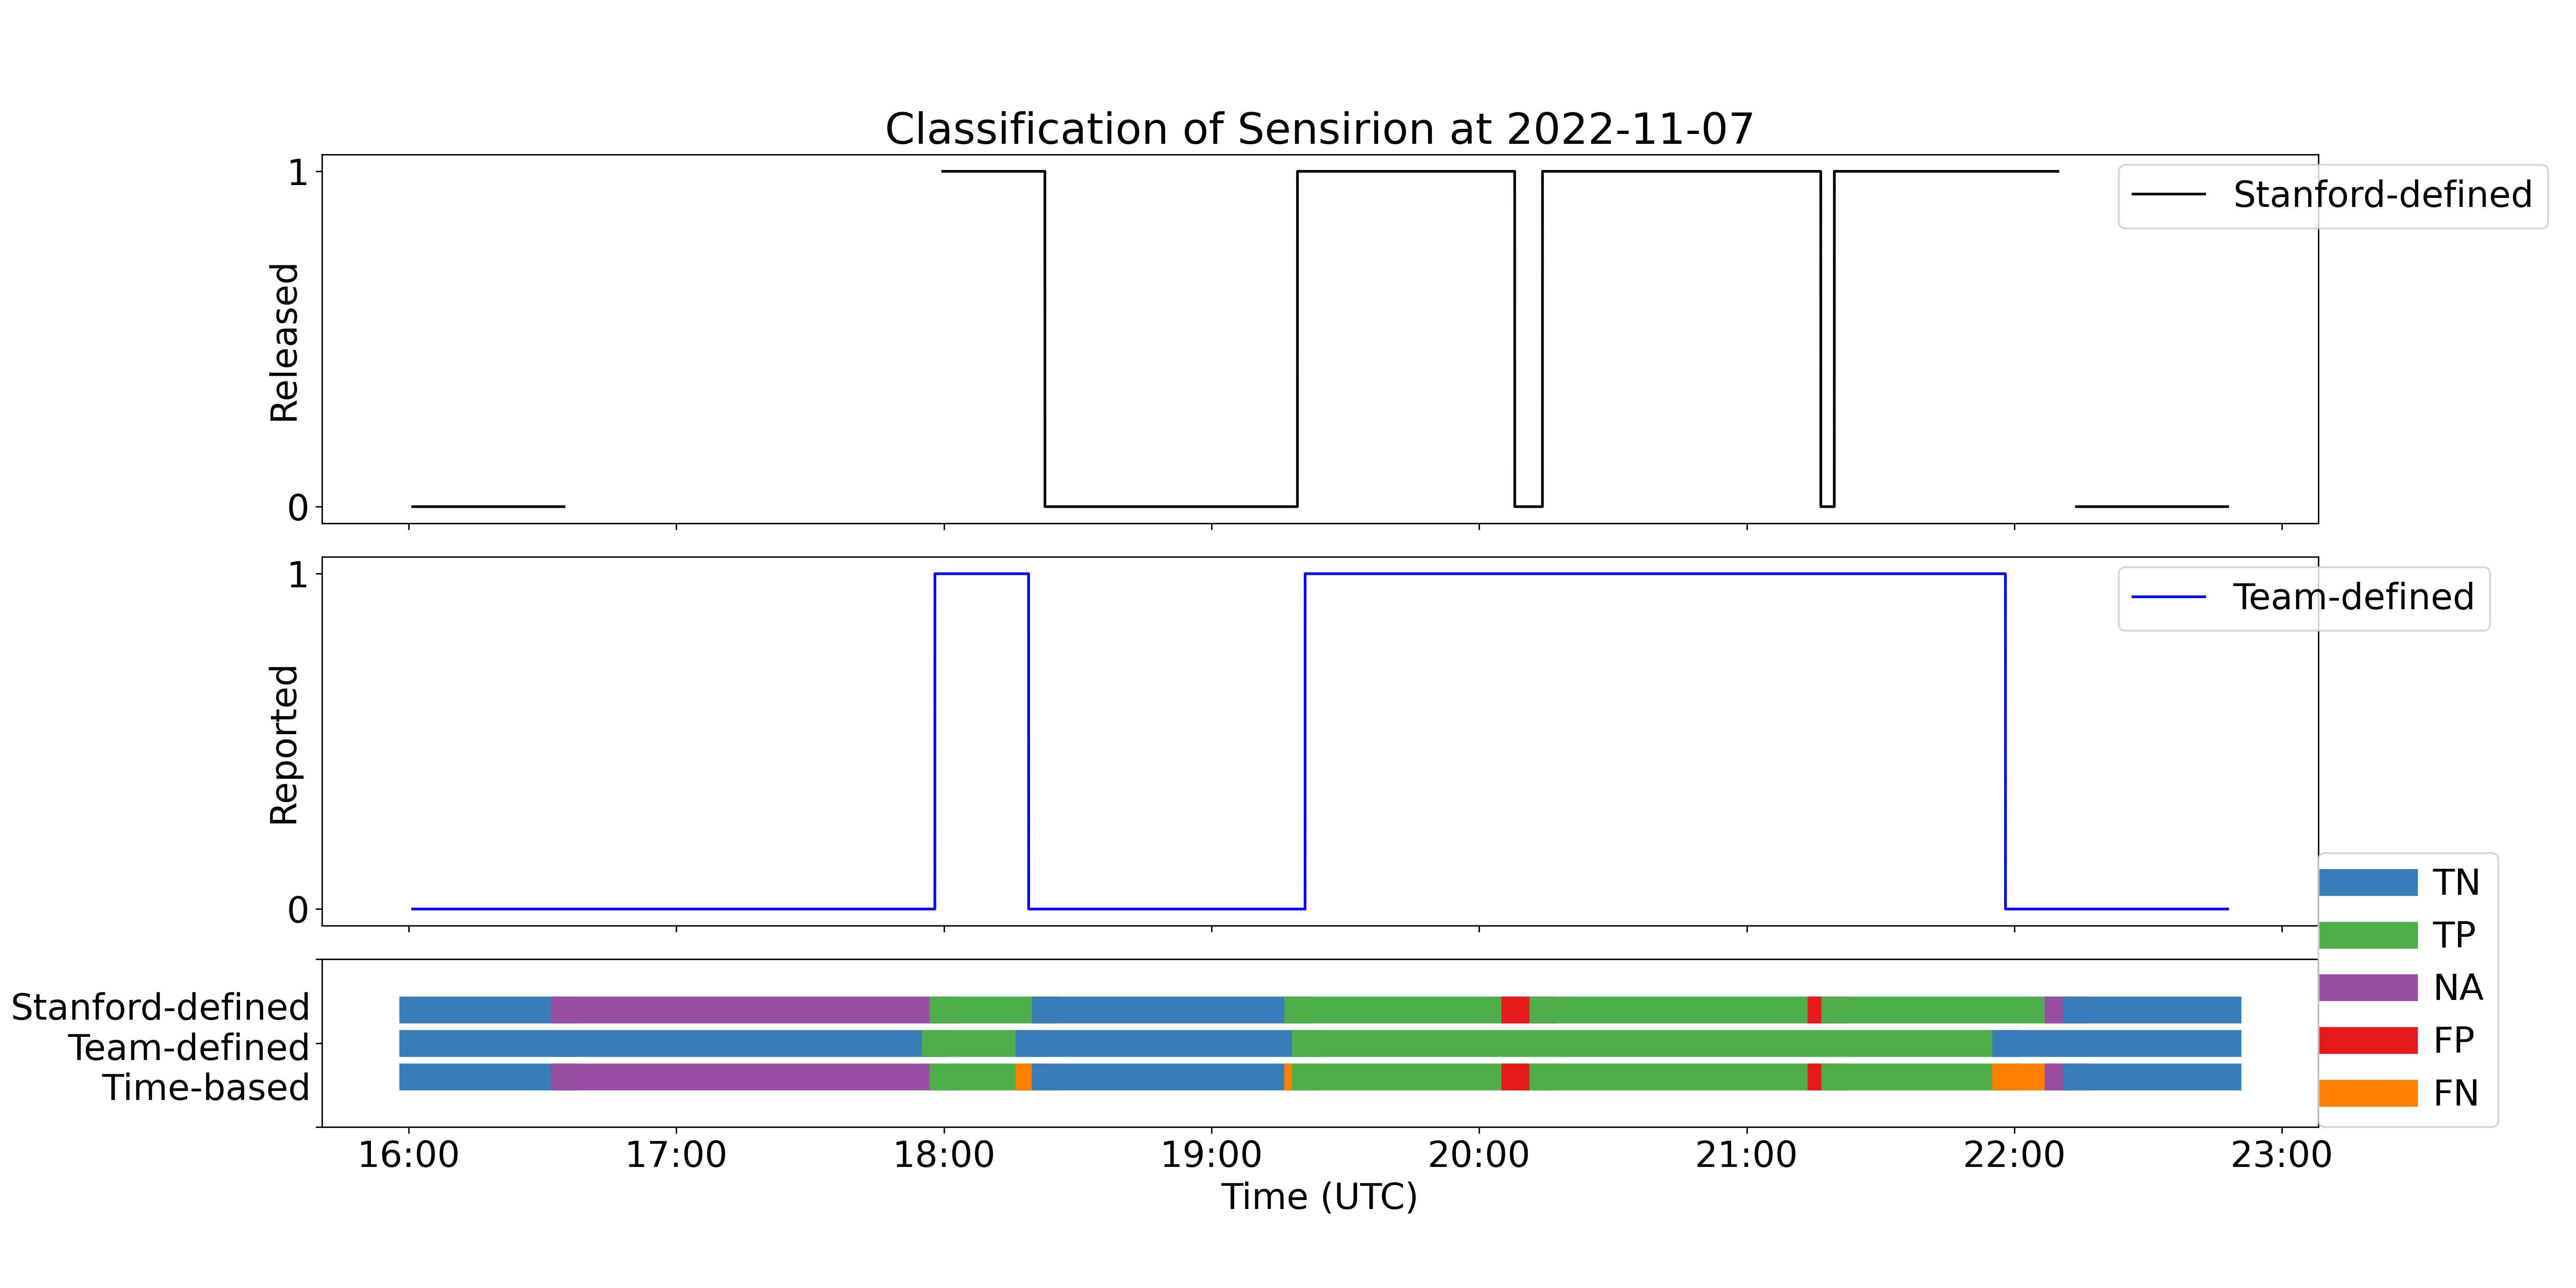 Classification of Sensirion at 2022-11-07
1
0
Released
Stanford-defined
1
0
Reported
Team-defined
TN
TP
NA
FP
FN
Stanford-defined
Team-defined
Time-based
16:00 17:00 18:00 19:00 20:00 21:00 22:00 23:00
Time (UTC)